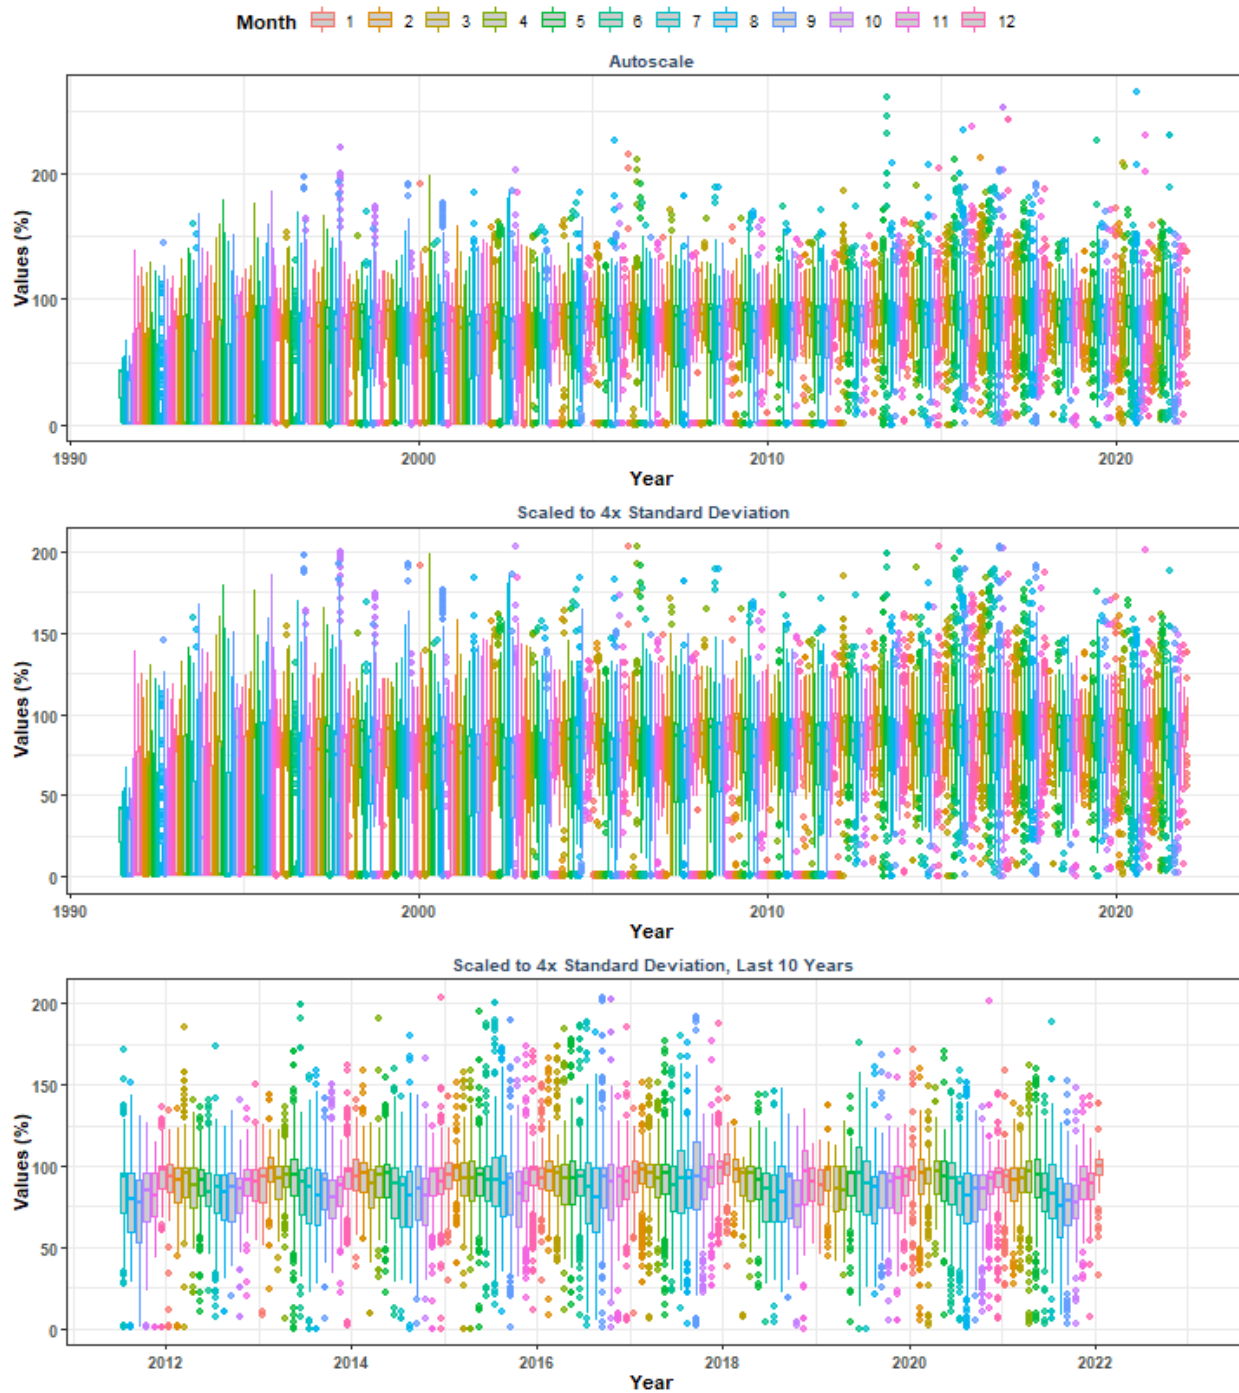 Month 1 2 3 4 5 6 7 8 9 10 11 12
Autoscale
Values (%)
200
100
0
1990 2000 2010 2020
Year
Scaled to 4x Standard Deviation
Values (%)
200
150
100
50
0
1990 2000 2010 2020
Year
Scaled to 4x Standard Deviation, Last 10 Years
Values (%)
200
150
100
50
0
2012 2014 2016 2018 2020 2022
Year